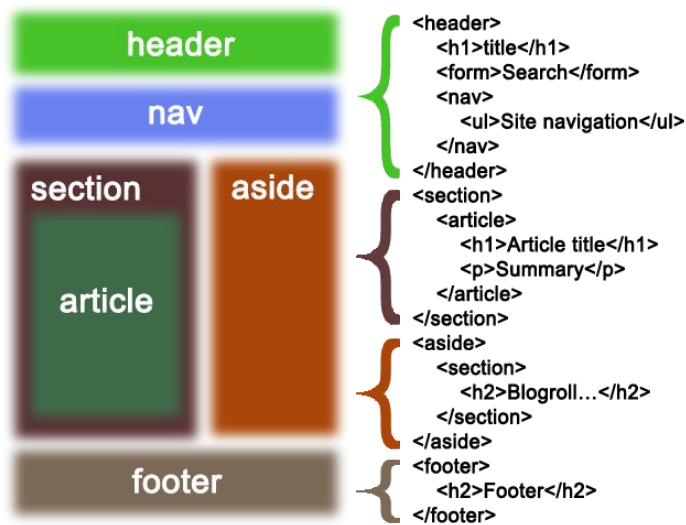 header
nav
section
aside
article
footer
<header>
<h1>title</h1>
<form>Search</form>
<nav>
<ul>Site navigation</ul>
</nav>
</header>
<section>
<article>
<h1>Article title</h1>
<p>Summary</p>
</article>
</section>
<aside>
<section>
<h2>Blogroll…</h2>
</section>
</aside>
<footer>
<h2>Footer</h2>
</footer>